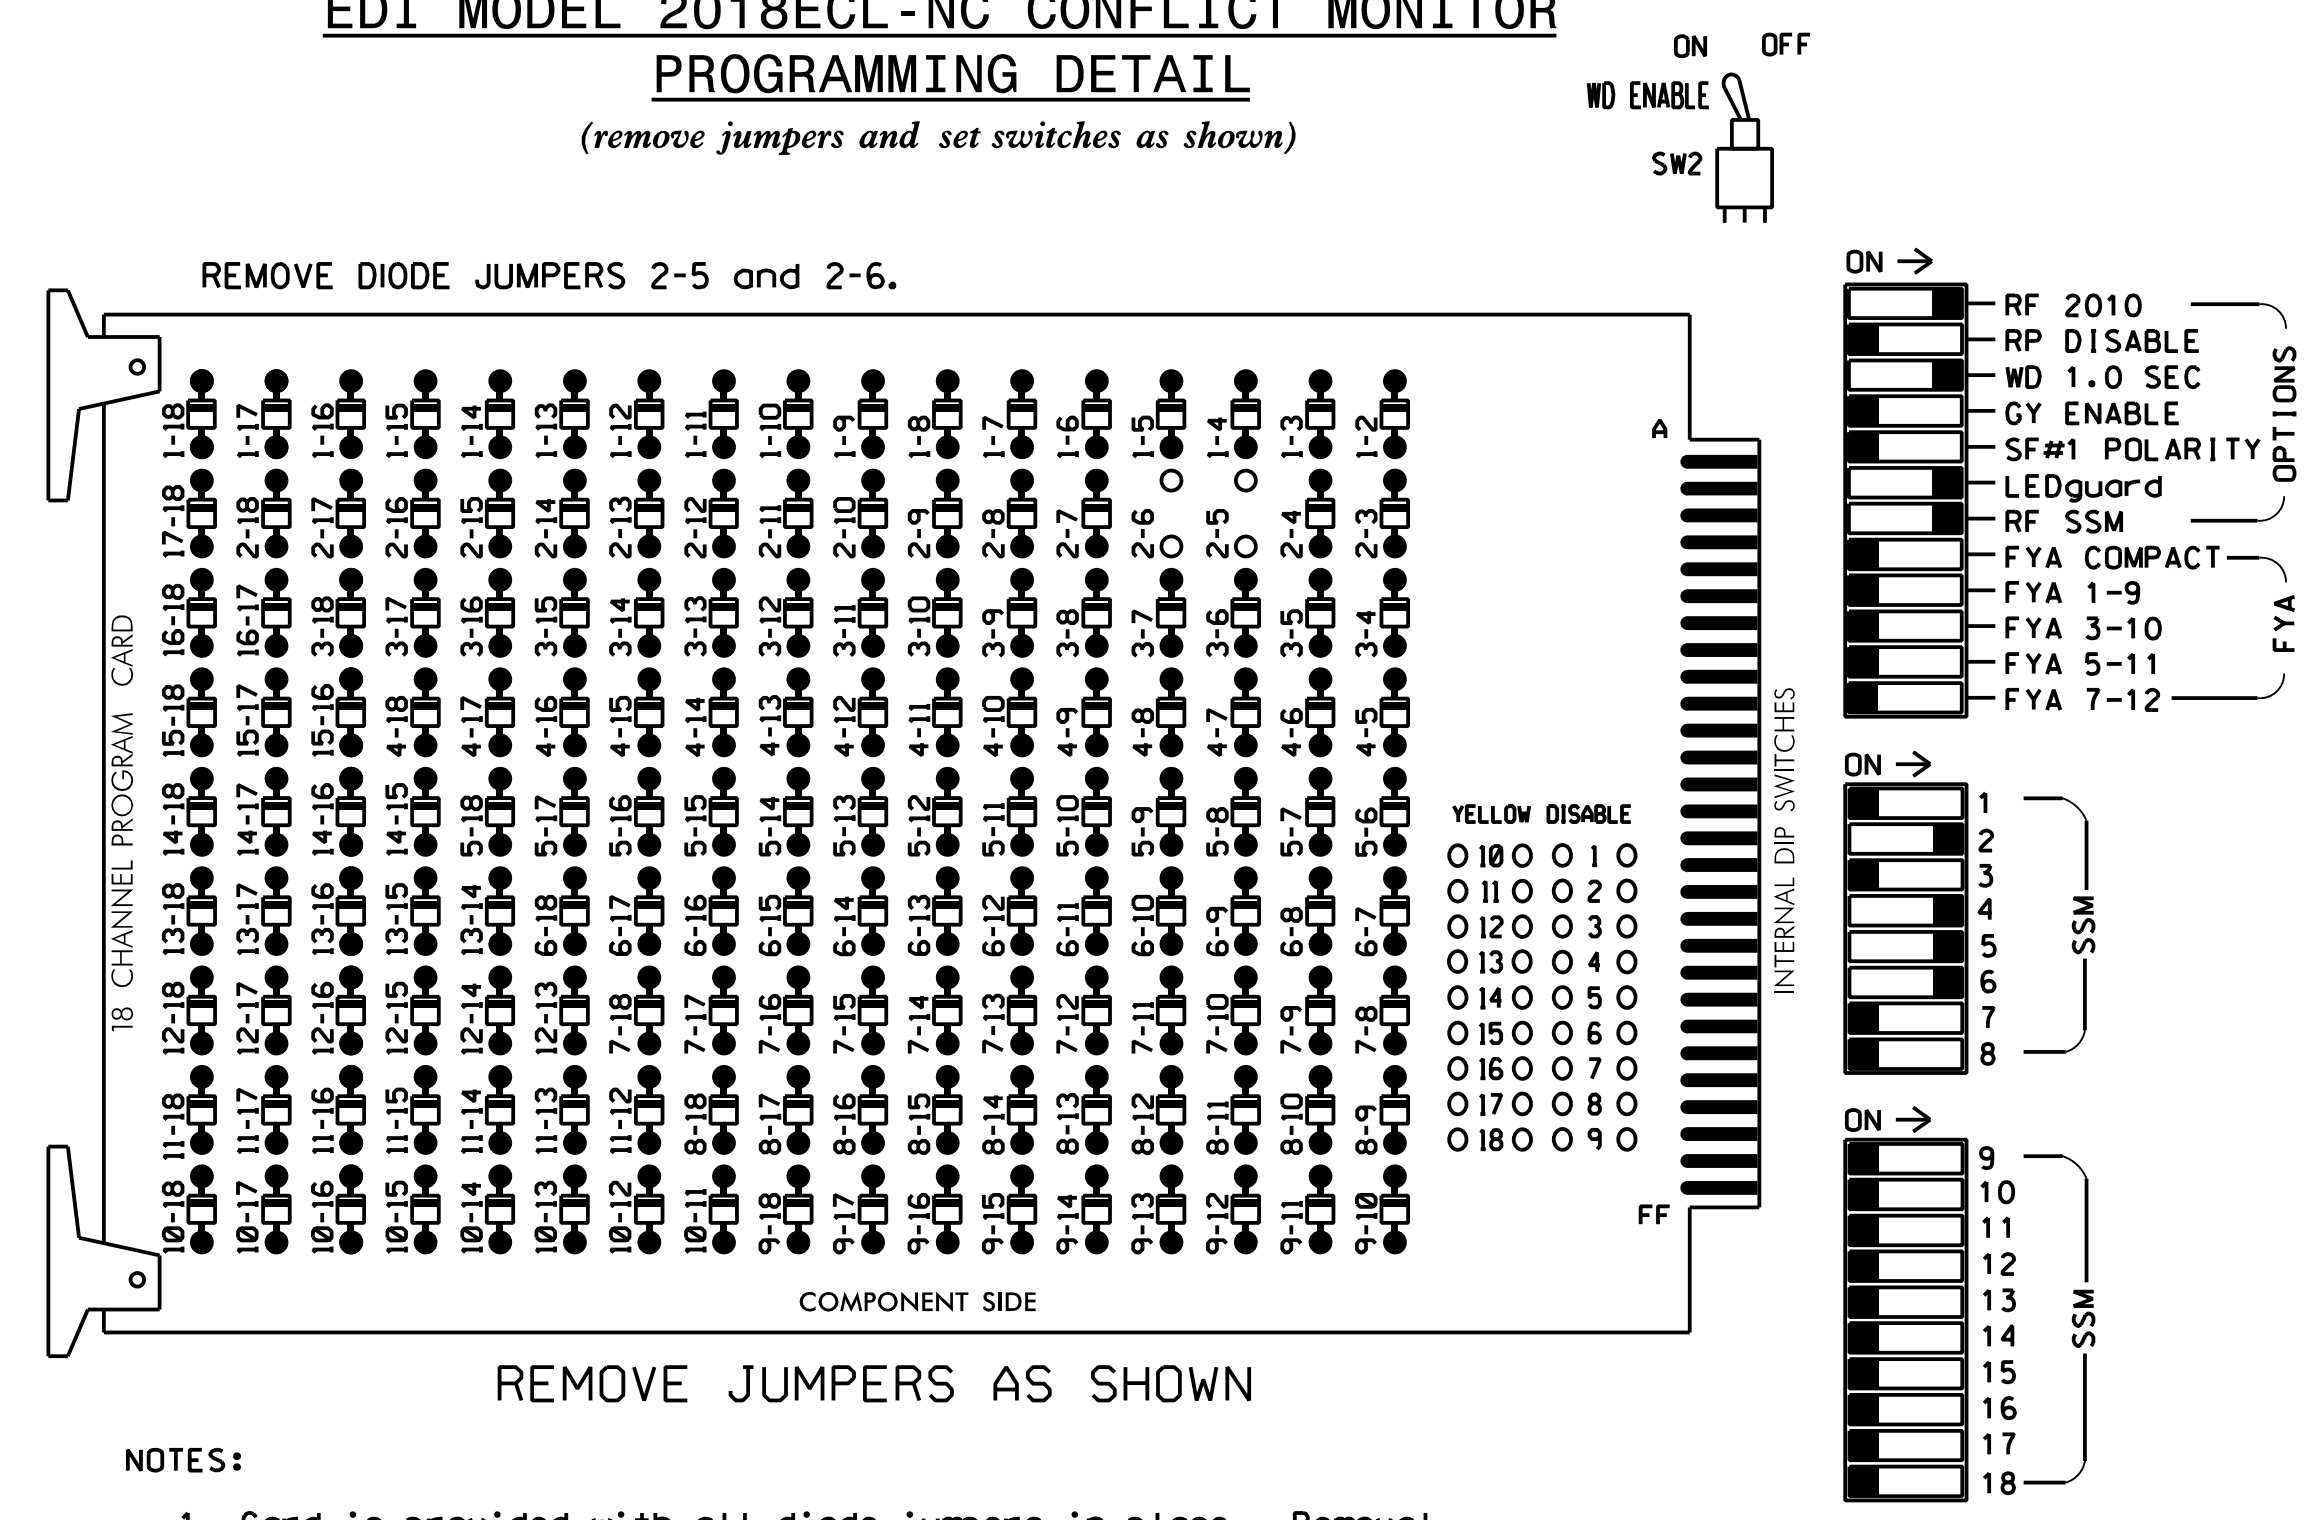 EDI MODEL 2018ECL-NC CONFLICT MONITOR
PROGRAMMING DETAIL
(remove jumpers and set switches as shown)
ON OFF
WD ENABLE
SW2
REMOVE DIODE JUMPERS 2-5 and 2-6.
1-18 1-17 1-16 1-15 1-14 1-13 1-12 1-11 1-10 1-9 1-8 1-7 1-6 1-5 1-4 1-3 1-2
17-18 2-18 2-17 2-16 2-15 2-14 2-13 2-12 2-11 2-10 2-9 2-8 2-7 2-6 2-5 2-4 2-3
16-18 16-17 3-18 3-17 3-16 3-15 3-14 3-13 3-12 3-11 3-10 3-9 3-8 3-7 3-6 3-5 3-4
15-18 15-17 15-16 4-18 4-17 4-16 4-15 4-14 4-13 4-12 4-11 4-10 4-9 4-8 4-7 4-6 4-5
14-18 14-17 14-16 14-15 5-18 5-17 5-16 5-15 5-14 5-13 5-12 5-11 5-10 5-9 5-8 5-7 5-6
13-18 13-17 13-16 13-15 13-14 6-18 6-17 6-16 6-15 6-14 6-13 6-12 6-11 6-10 6-9 6-8 6-7
12-18 12-17 12-16 12-15 12-14 12-13 7-18 7-17 7-16 7-15 7-14 7-13 7-12 7-11 7-10 7-9 7-8
11-18 11-17 11-16 11-15 11-14 11-13 11-12 8-18 8-17 8-16 8-15 8-14 8-13 8-12 8-11 8-10 8-9
10-18 10-17 10-16 10-15 10-14 10-13 10-12 10-11 9-18 9-17 9-16 9-15 9-14 9-13 9-12 9-11 9-10
18 CHANNEL PROGRAM CARD
A
YELLOW DISABLE
10 1
11 2
12 3
13 4
14 5
15 6
16 7
17 8
18 9
FF
COMPONENT SIDE
INTERNAL DIP SWITCHES
ON
RF 2010
RP DISABLE
WD 1.0 SEC
GY ENABLE
SF#1 POLARITY
LEDguard
RF SSM
OPTIONS
FYA COMPACT
FYA 1-9
FYA 3-10
FYA 5-11
FYA 7-12
FYA
ON
1
2
3
4
5
6
7
8
SSM
ON
9
10
11
12
13
14
15
16
17
18
SSM
REMOVE JUMPERS AS SHOWN
NOTES:
1. Card is provided with all diode jumpers in place. Removal